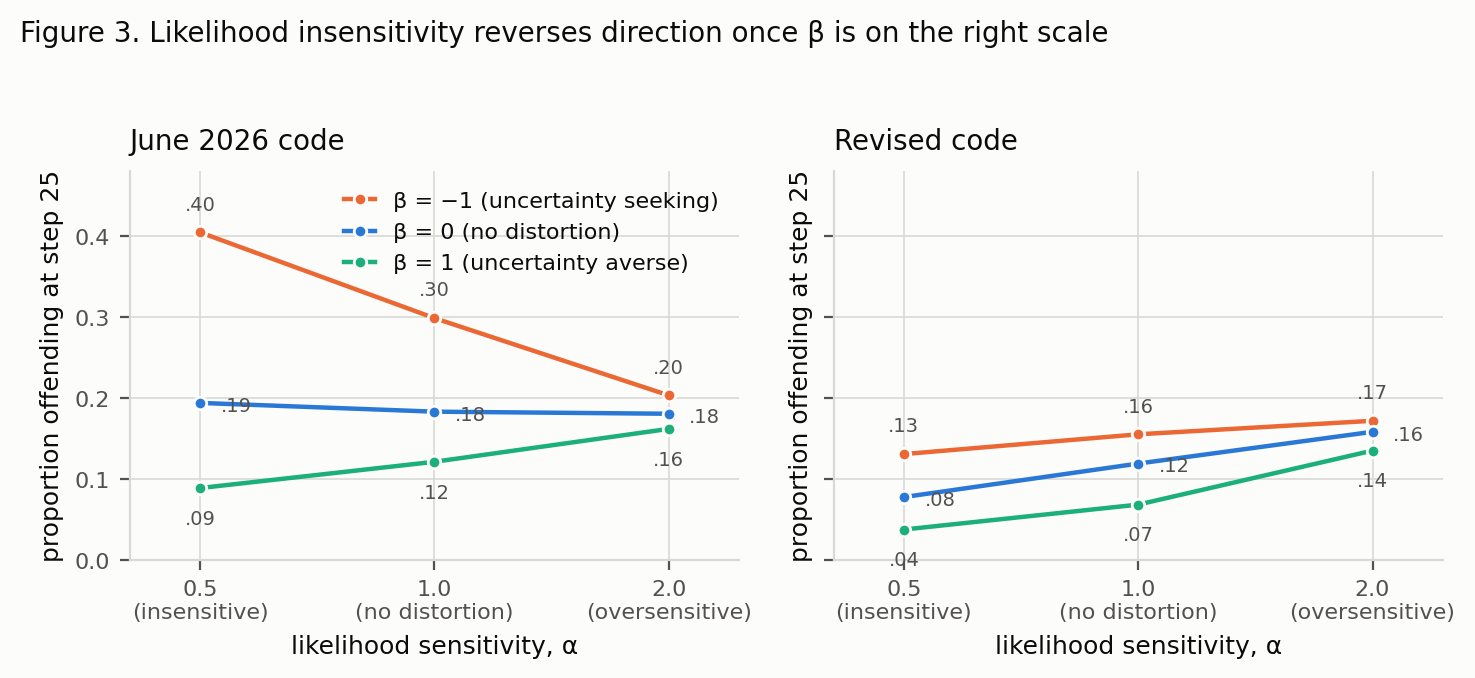 Figure 3. Likelihood insensitivity reverses direction once β is on the right scale
June 2026 code
proportion offending at step 25
0.4
0.3
0.2
0.1
0.0
β = −1 (uncertainty seeking)
β = 0 (no distortion)
β = 1 (uncertainty averse)
.40
.30
.20
.19
.18
.18
.09
.12
.16
0.5
(insensitive)
1.0
(no distortion)
2.0
(oversensitive)
likelihood sensitivity, α
Revised code
proportion offending at step 25
.13
.16
.17
.08
.12
.16
.04
.07
.14
0.5
(insensitive)
1.0
(no distortion)
2.0
(oversensitive)
likelihood sensitivity, α